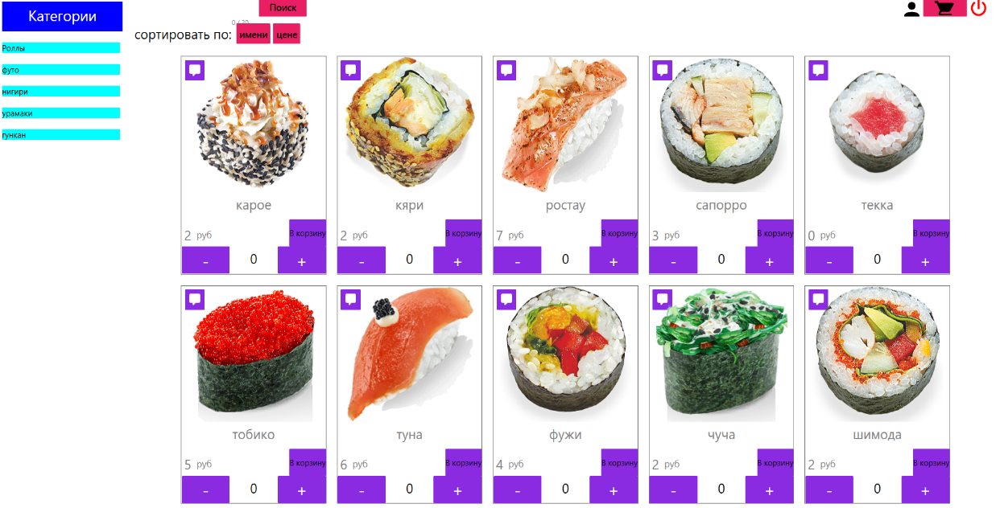 Категории
Поиск
0 / 20
сортировать по: имени цене
Роллы
футо
нигири
урамаки
гункан
карое
2 руб
В корзину
- 0 +
кяри
2 руб
В корзину
- 0 +
ростау
7 руб
В корзину
- 0 +
сапорро
3 руб
В корзину
- 0 +
текка
0 руб
В корзину
- 0 +
тобико
5 руб
В корзину
- 0 +
туна
6 руб
В корзину
- 0 +
фужи
4 руб
В корзину
- 0 +
чуча
2 руб
В корзину
- 0 +
шимода
2 руб
В корзину
- 0 +